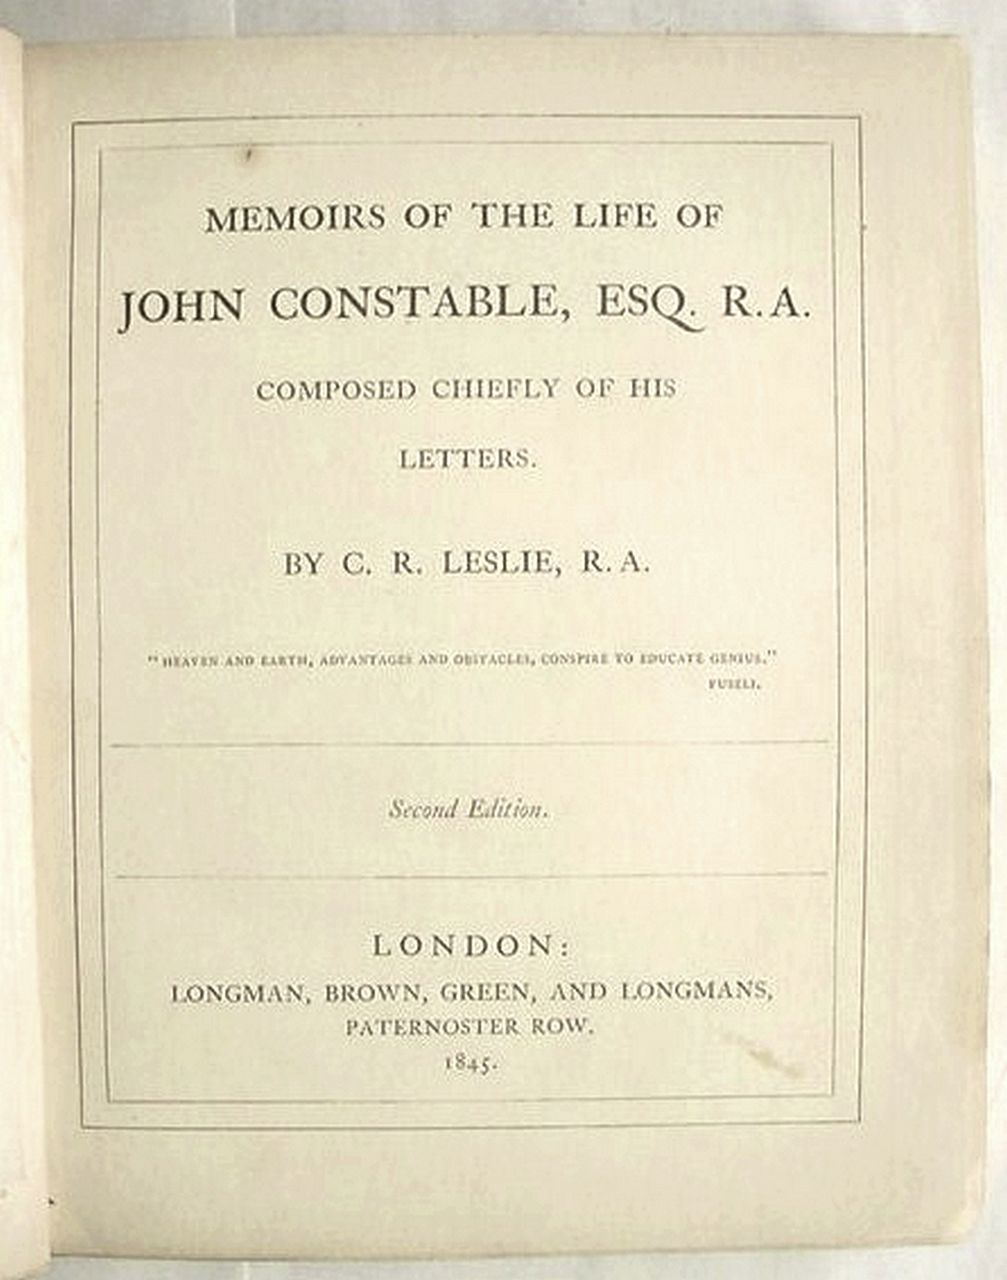 MEMOIRS OF THE LIFE OF
JOHN CONSTABLE, ESQ. R.A.
COMPOSED CHIEFLY OF HIS
LETTERS.
BY C. R. LESLIE, R. A.
"HEAVEN AND EARTH, ADVANTAGES AND OBSTACLES, CONSPIRE TO EDUCATE GENIUS."
FUSELI.
Second Edition.
LONDON:
LONGMAN, BROWN, GREEN, AND LONGMANS,
PATERNOSTER ROW.
1845.